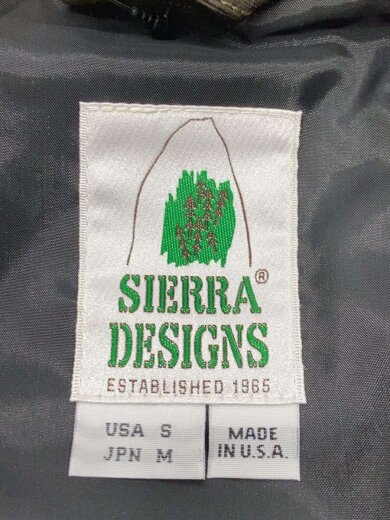 SIERRA®
DESIGNS
ESTABLISHED 1965
USA S
JPN M
MADE
IN U.S.A.